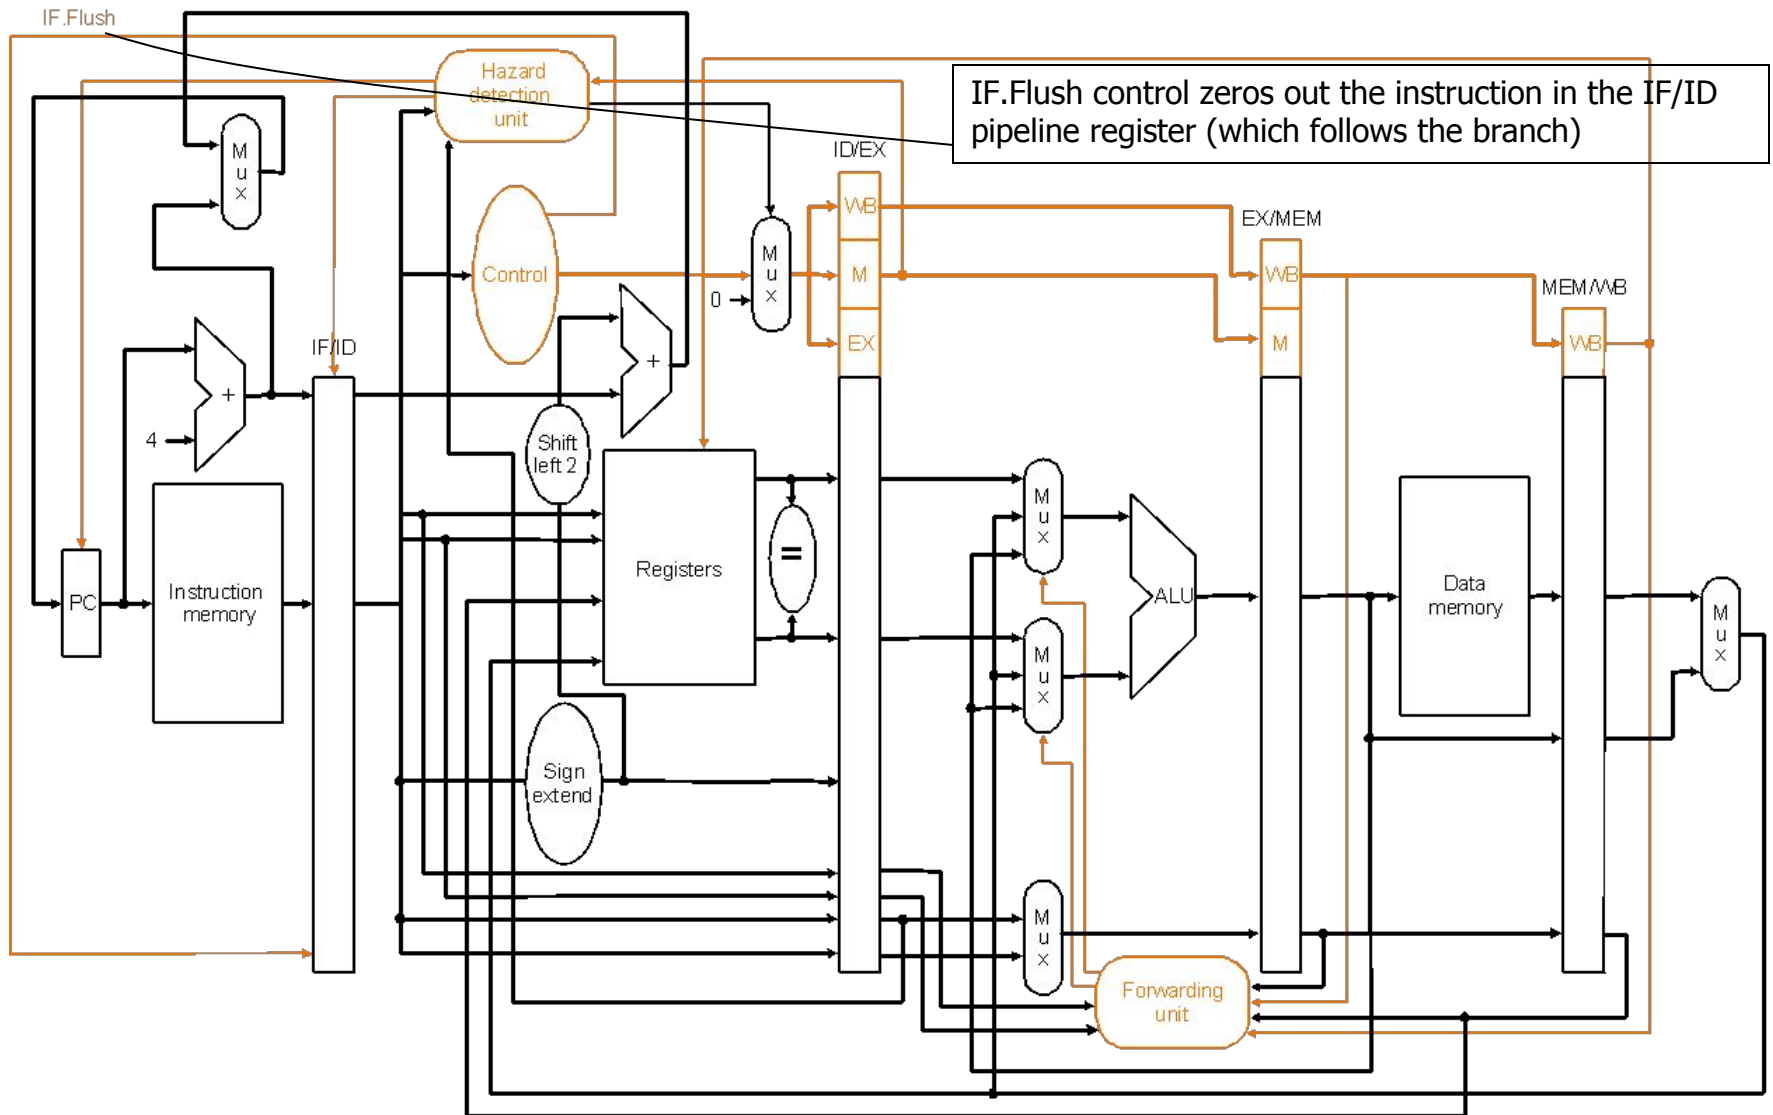 IF.Flush
IF.Flush control zeros out the instruction in the IF/ID
pipeline register (which follows the branch)
Hazard
detection
unit
M
u
x
ID/EX
WB
M
EX
EX/MEM
WB
M
MEM/WB
WB
Control
M
u
x
0
IF/ID
+
4
+
Shift
left 2
PC
Instruction
memory
Registers
=
M
u
x
M
u
x
ALU
Data
memory
M
u
x
Sign
extend
M
u
x
Forwarding
unit